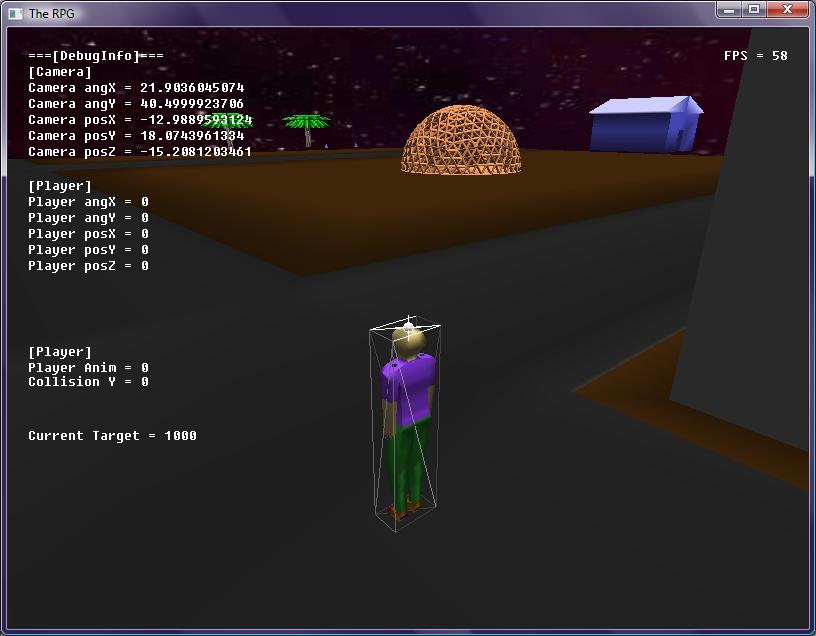 The RPG
===[DebugInfo]===
FPS = 58
[Camera]
Camera angX = 21.9036045074
Camera angY = 40.4999923706
Camera posX = -12.9889593124
Camera posY = 18.0743961334
Camera posZ = -15.2081203461
[Player]
Player angX = 0
Player angY = 0
Player posX = 0
Player posY = 0
Player posZ = 0
[Player]
Player Anim = 0
Collision Y = 0
Current Target = 1000